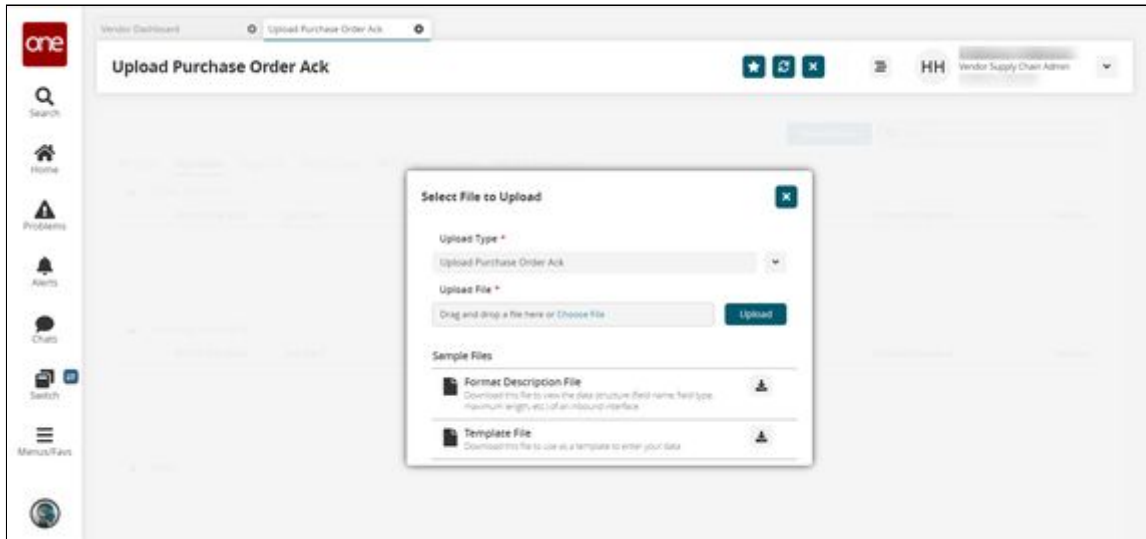 one
Vendor Dashboard
Upload Purchase Order Ack
Upload Purchase Order Ack
HH
Vendor Supply Chain Admin
Search
Home
Problems
Alerts
Chats
Switch
Menus/Favs
Select File to Upload
Upload Type *
Upload Purchase Order Ack
Upload File *
Drag and drop a file here or Choose File
Upload
Sample Files
Format Description File
Download this file to view the data structure (field name, field type,
maximum length, etc.) of an inbound interface
Template File
Download this file to use as a template to enter your data